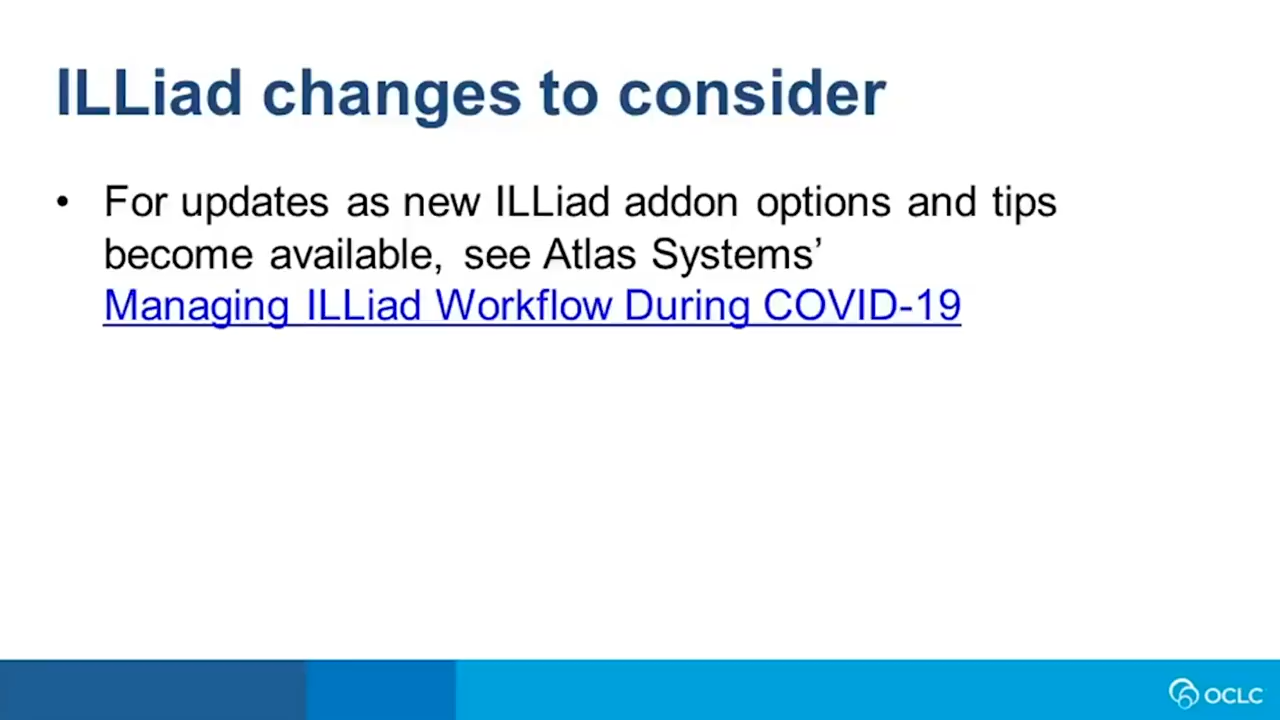 ILLiad changes to consider
• For updates as new ILLiad addon options and tips
become available, see Atlas Systems’
Managing ILLiad Workflow During COVID-19
OCLC